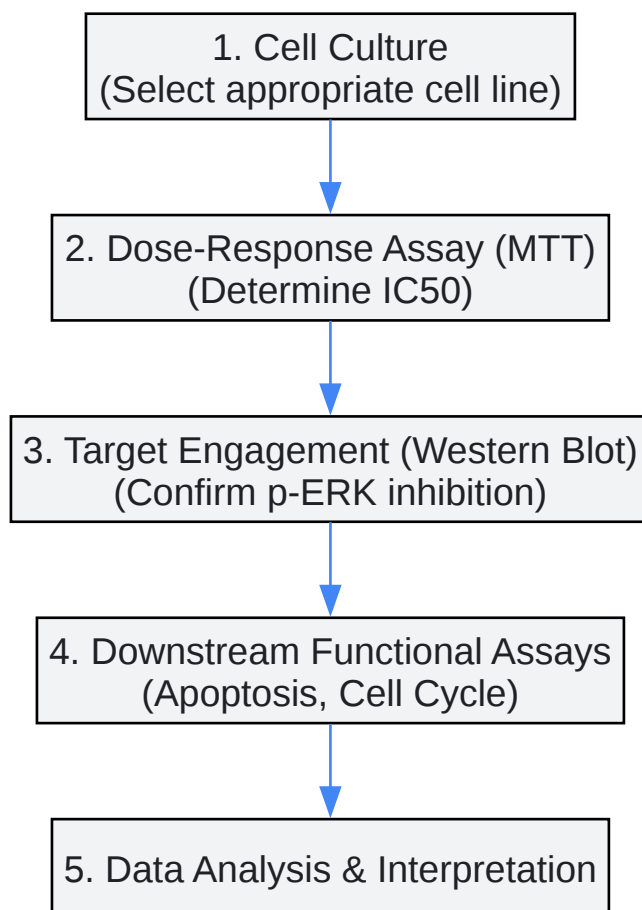 1. Cell Culture
(Select appropriate cell line)
2. Dose-Response Assay (MTT)
(Determine IC50)
3. Target Engagement (Western Blot)
(Confirm p-ERK inhibition)
4. Downstream Functional Assays
(Apoptosis, Cell Cycle)
5. Data Analysis & Interpretation